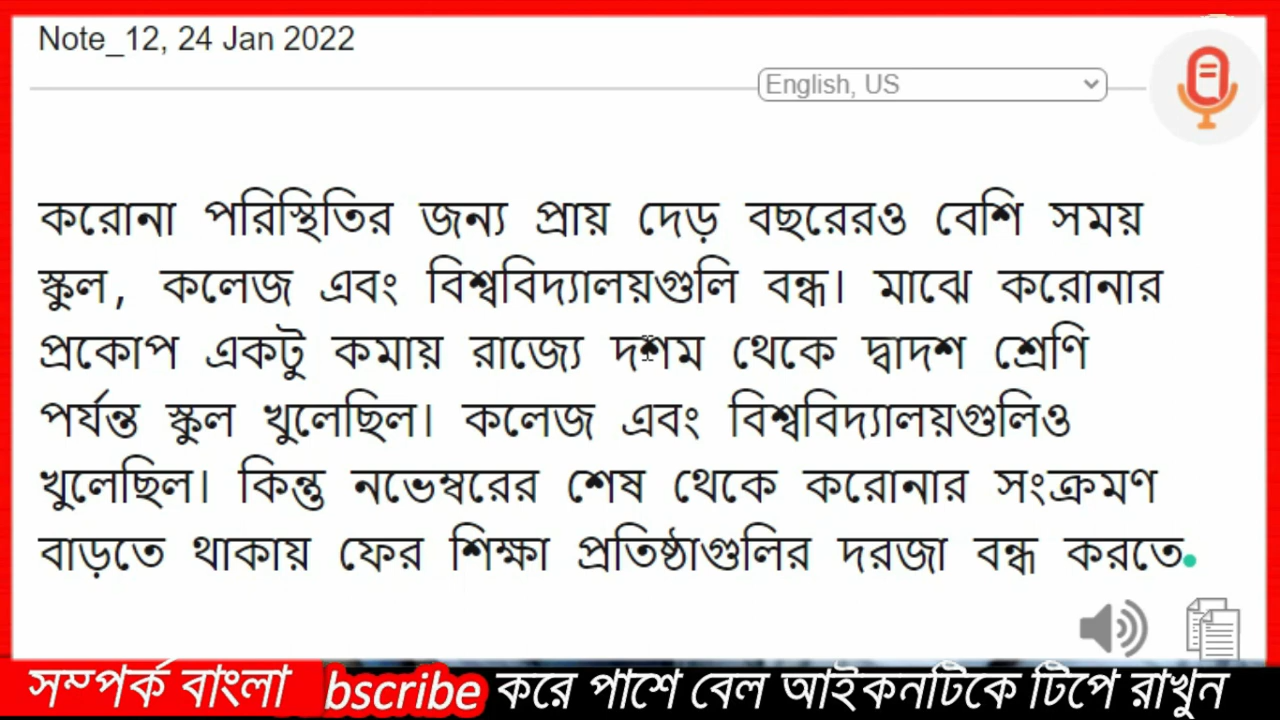 Note_12, 24 Jan 2022
English, US
করোনা পরিস্থিতির জন্য প্রায় দেড় বছরেরও বেশি সময়
স্কুল, কলেজ এবং বিশ্ববিদ্যালয়গুলি বন্ধ। মাঝে করোনার
প্রকোপ একটু কমায় রাজ্যে দশম থেকে দ্বাদশ শ্রেণি
পর্যন্ত স্কুল খুলেছিল। কলেজ এবং বিশ্ববিদ্যালয়গুলিও
খুলেছিল। কিন্তু নভেম্বরের শেষ থেকে করোনার সংক্রমণ
বাড়তে থাকায় ফের শিক্ষা প্রতিষ্ঠাগুলির দরজা বন্ধ করতে
সম্পর্ক বাংলা bscribe করে পাশে বেল আইকনটিকে টিপে রাখুন